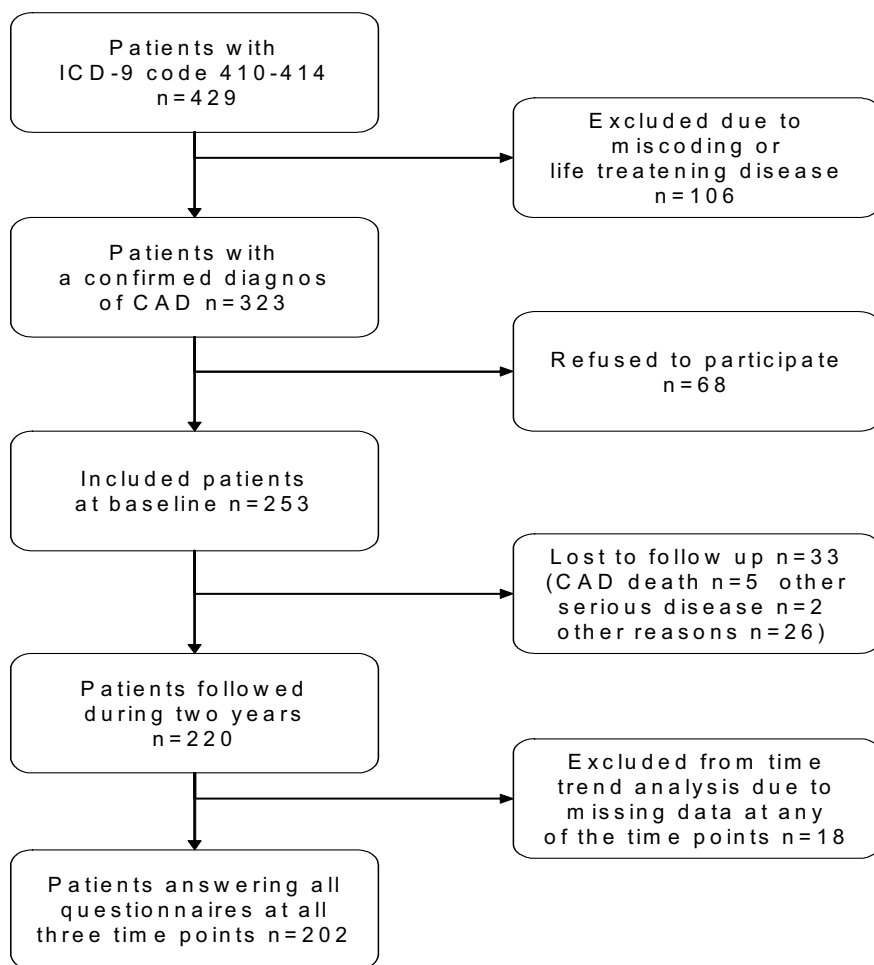 Patients with
ICD-9 code 410-414
n=429
Excluded due to
miscoding or
life treatening disease
n=106
Patients with
a confirmed diagnos
of CAD n=323
Refused to participate
n=68
Included patients
at baseline n=253
Lost to follow up n=33
(CAD death n=5 other
serious disease n=2
other reasons n=26)
Patients followed
during two years
n=220
Excluded from time
trend analysis due to
missing data at any
of the time points n=18
Patients answering all
questionnaires at all
three time points n=202